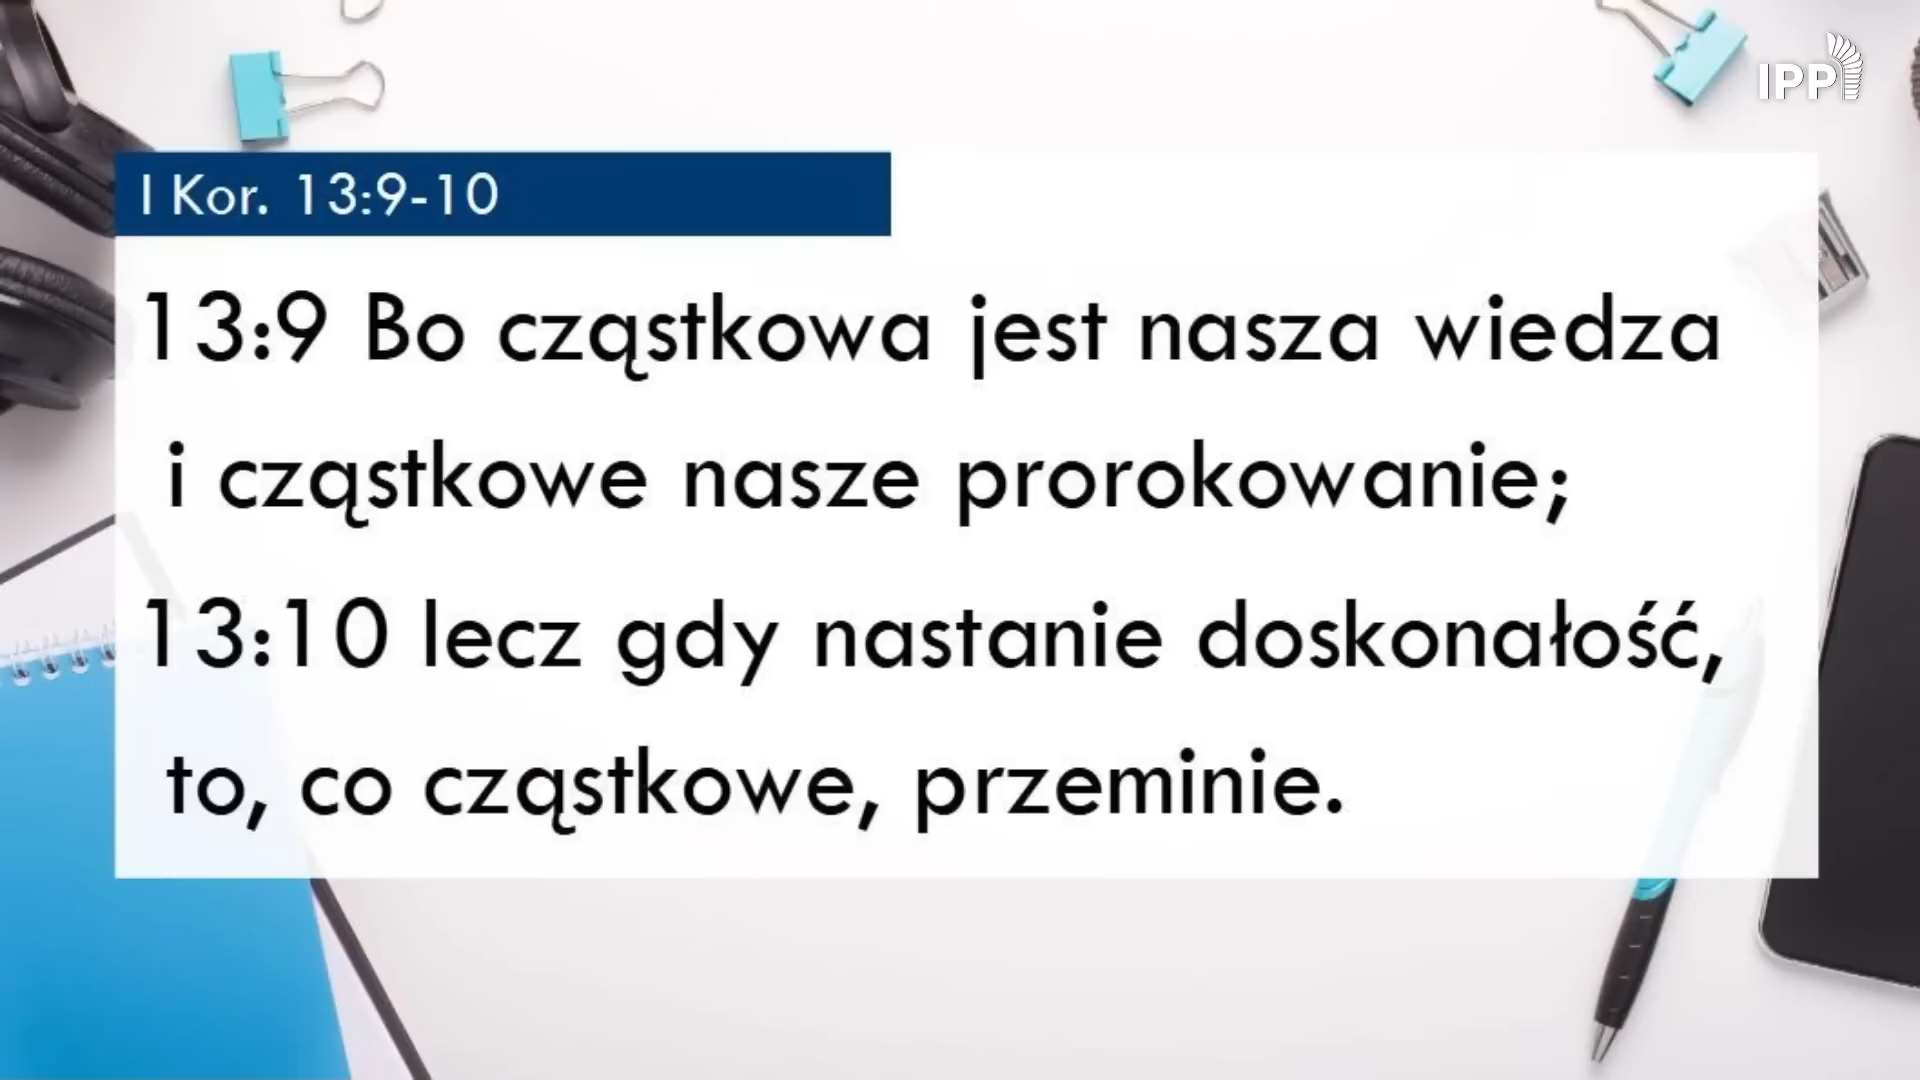 IPP
I Kor. 13:9-10
13:9 Bo cząstkowa jest nasza wiedza
i cząstkowe nasze prorokowanie;
13:10 lecz gdy nastanie doskonałość,
to, co cząstkowe, przeminie.